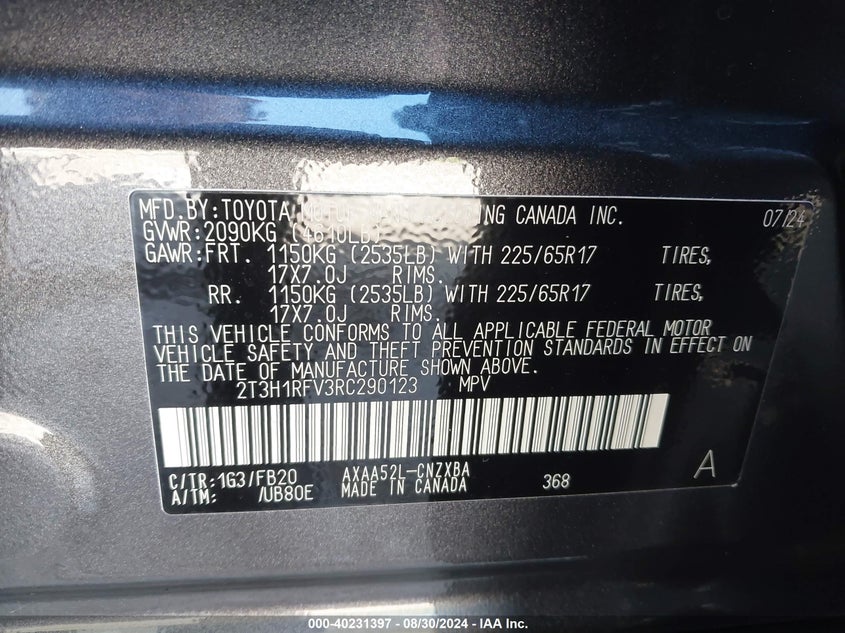 MFD.BY:TOYOTA MOTOR MANUFACTURING CANADA INC. 07/24
GVWR:2090KG (4610LB)
GAWR:FRT. 1150KG (2535LB) WITH 225/65R17 TIRES,
17X7.0J RIMS.
RR. 1150KG (2535LB) WITH 225/65R17 TIRES,
17X7.0J RIMS.
THIS VEHICLE CONFORMS TO ALL APPLICABLE FEDERAL MOTOR
VEHICLE SAFETY AND THEFT PREVENTION STANDARDS IN EFFECT ON
THE DATE OF MANUFACTURE SHOWN ABOVE.
2T3H1RFV3RC290123 MPV
C/TR:1G3/FB20 AXAA52L-CNZXBA 368 A
A/TM: /UB80E MADE IN CANADA
000-40231397 - 08/30/2024 - IAA Inc.